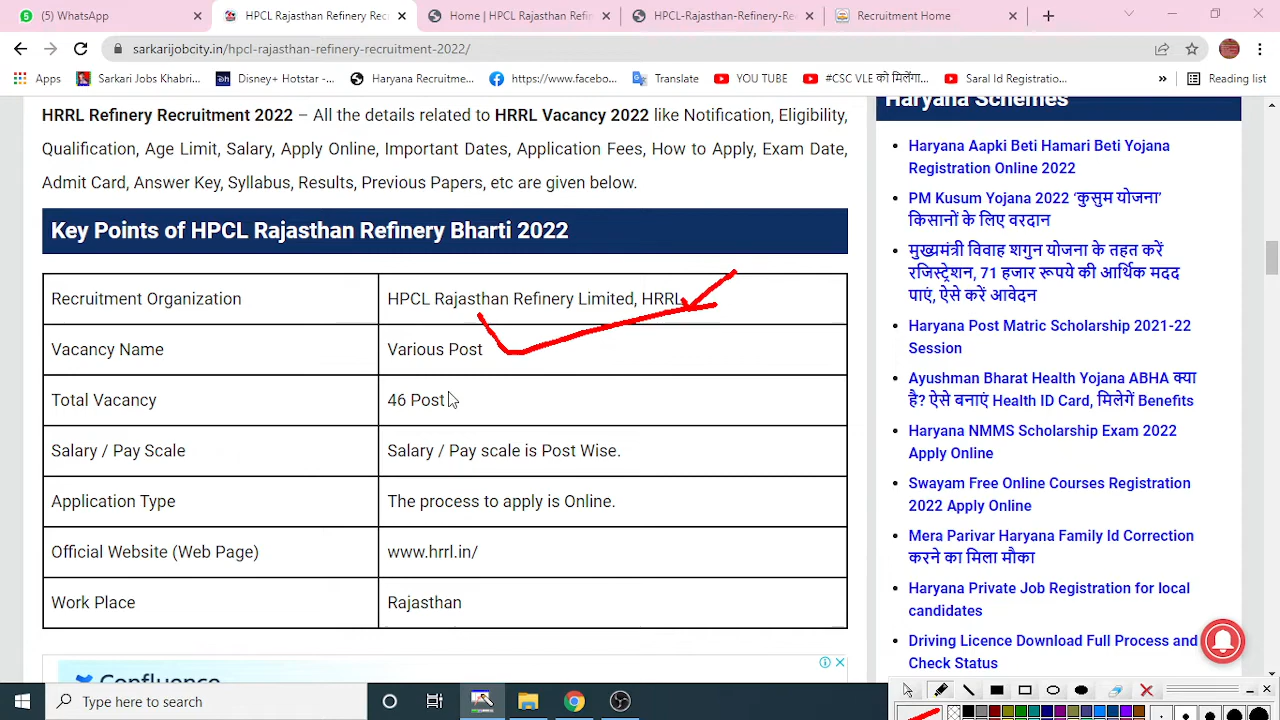 5
(5) WhatsApp
HPCL Rajasthan Refinery Rec
Home | HPCL Rajasthan Refin
HPCL-Rajasthan-Refinery-Re
Recruitment Home
sarkarijobcity.in/hpcl-rajasthan-refinery-recruitment-2022/
Apps
Sarkari Jobs Khabri...
Disney+ Hotstar -...
Haryana Recruitme...
https://www.facebo...
Translate
YOU TUBE
#CSC VLE को मिलेंगा...
Saral Id Registratio...
»
Reading list
HRRL Refinery Recruitment 2022 – All the details related to HRRL Vacancy 2022 like Notification, Eligibility,
Qualification, Age Limit, Salary, Apply Online, Important Dates, Application Fees, How to Apply, Exam Date,
Admit Card, Answer Key, Syllabus, Results, Previous Papers, etc are given below.
Key Points of HPCL Rajasthan Refinery Bharti 2022
Recruitment Organization
HPCL Rajasthan Refinery Limited, HRRL
Vacancy Name
Various Post
Total Vacancy
46 Post
Salary / Pay Scale
Salary / Pay scale is Post Wise.
Application Type
The process to apply is Online.
Official Website (Web Page)
www.hrrl.in/
Work Place
Rajasthan
Confluence
Haryana Schemes
Haryana Aapki Beti Hamari Beti Yojana
Registration Online 2022
PM Kusum Yojana 2022 ‘कुसुम योजना’
किसानों के लिए वरदान
मुख्यमंत्री विवाह शगुन योजना के तहत करें
रजिस्ट्रेशन, 71 हजार रूपये की आर्थिक मदद
पाएं, ऐसे करें आवेदन
Haryana Post Matric Scholarship 2021-22
Session
Ayushman Bharat Health Yojana ABHA क्या
है? ऐसे बनाएं Health ID Card, मिलेगें Benefits
Haryana NMMS Scholarship Exam 2022
Apply Online
Swayam Free Online Courses Registration
2022 Apply Online
Mera Parivar Haryana Family Id Correction
करने का मिला मौका
Haryana Private Job Registration for local
candidates
Driving Licence Download Full Process and
Check Status
Type here to search